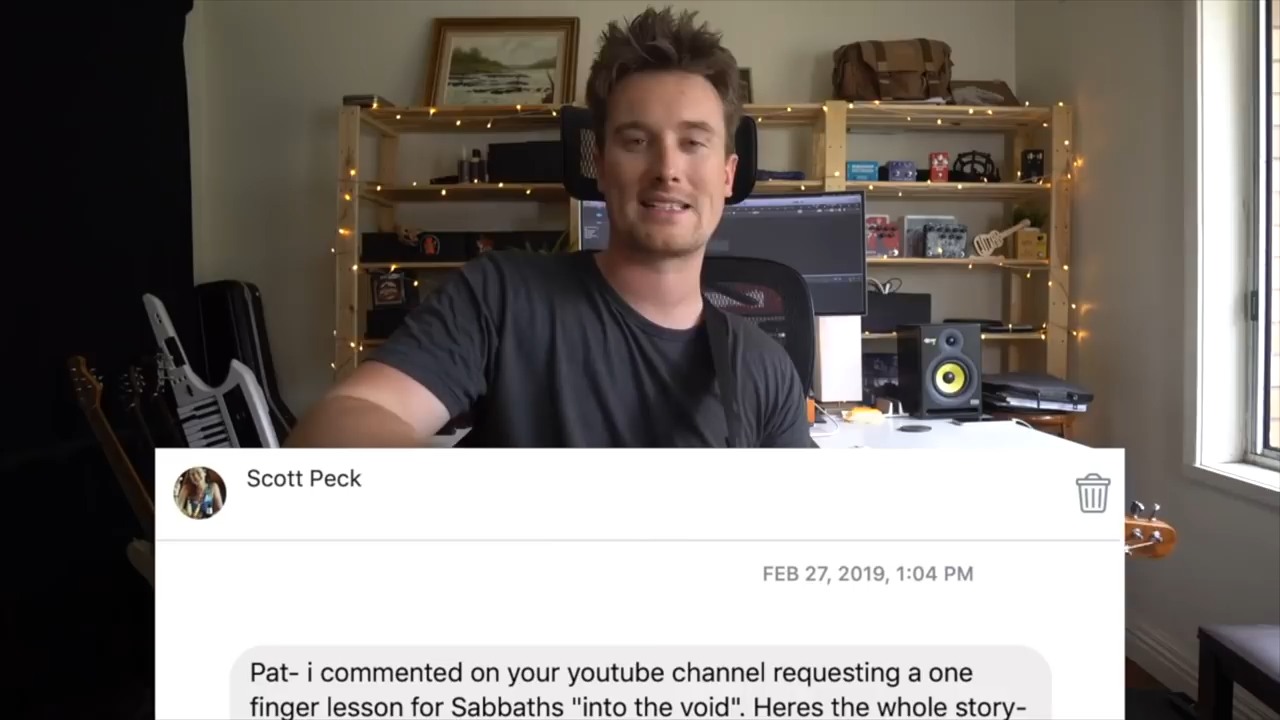 Scott Peck
FEB 27, 2019, 1:04 PM
Pat- i commented on your youtube channel requesting a one
finger lesson for Sabbaths "into the void". Heres the whole story-